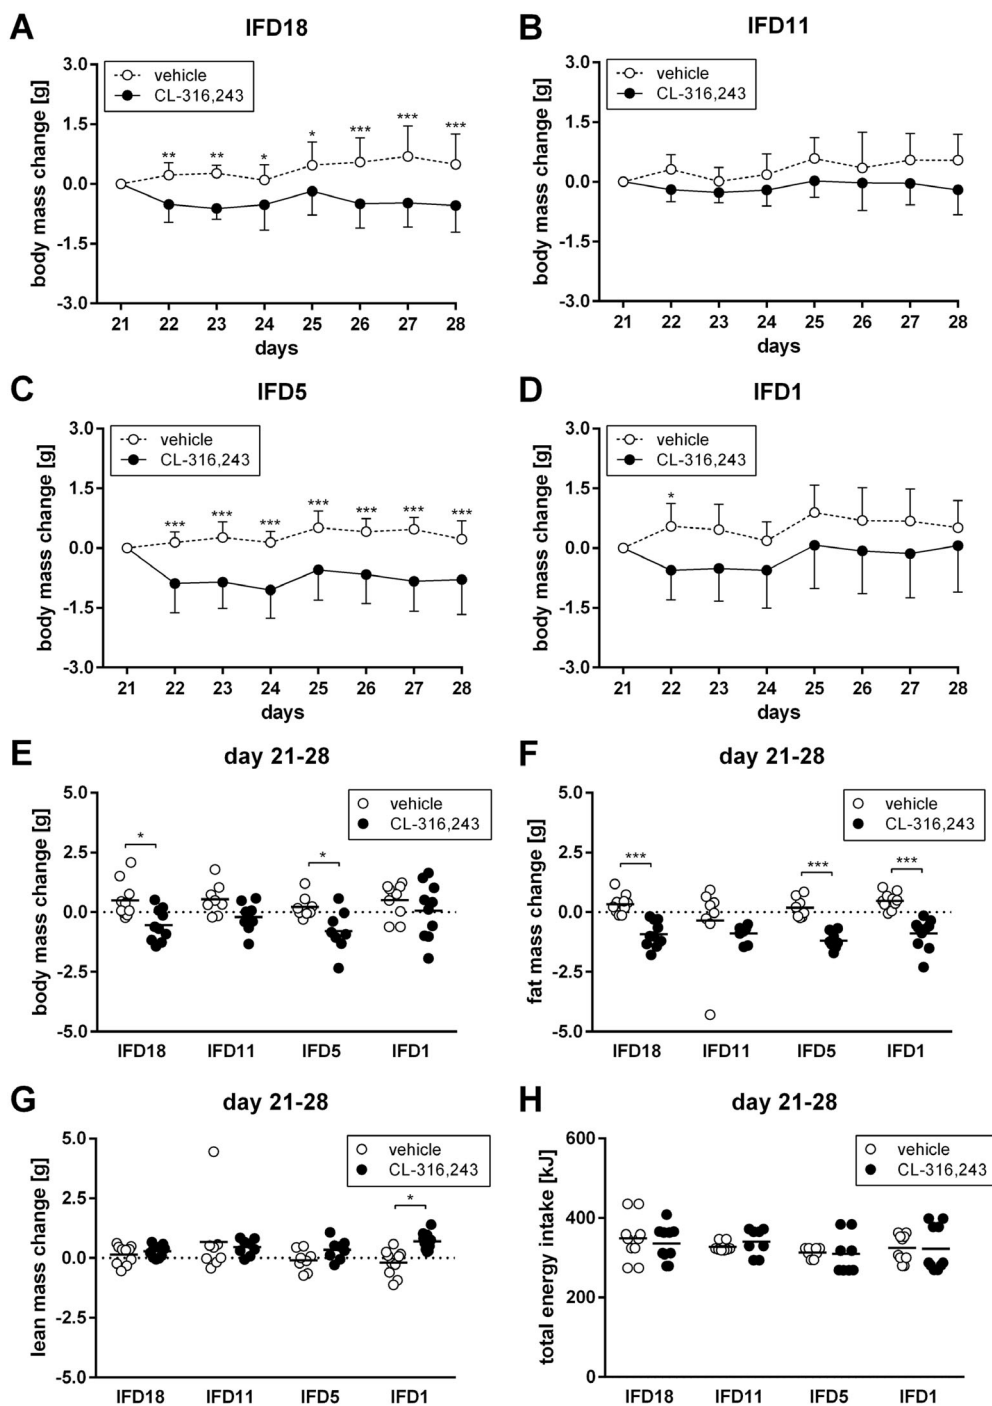 A
IFD18
3.0
1.5
0.0
-1.5
-3.0
body mass change [g]
vehicle
CL-316,243
** ** * * *** *** ***
21 22 23 24 25 26 27 28
days
B
IFD11
3.0
1.5
0.0
-1.5
-3.0
body mass change [g]
vehicle
CL-316,243
21 22 23 24 25 26 27 28
days
C
IFD5
3.0
1.5
0.0
-1.5
-3.0
body mass change [g]
vehicle
CL-316,243
*** *** *** *** *** *** ***
21 22 23 24 25 26 27 28
days
D
IFD1
3.0
1.5
0.0
-1.5
-3.0
body mass change [g]
vehicle
CL-316,243
*
21 22 23 24 25 26 27 28
days
E
day 21-28
5.0
2.5
0.0
-2.5
-5.0
body mass change [g]
vehicle
CL-316,243
* *
IFD18 IFD11 IFD5 IFD1
F
day 21-28
5.0
2.5
0.0
-2.5
-5.0
fat mass change [g]
vehicle
CL-316,243
*** *** ***
IFD18 IFD11 IFD5 IFD1
G
day 21-28
5.0
2.5
0.0
-2.5
-5.0
lean mass change [g]
vehicle
CL-316,243
*
IFD18 IFD11 IFD5 IFD1
H
day 21-28
600
400
200
0
total energy intake [kJ]
vehicle
CL-316,243
IFD18 IFD11 IFD5 IFD1